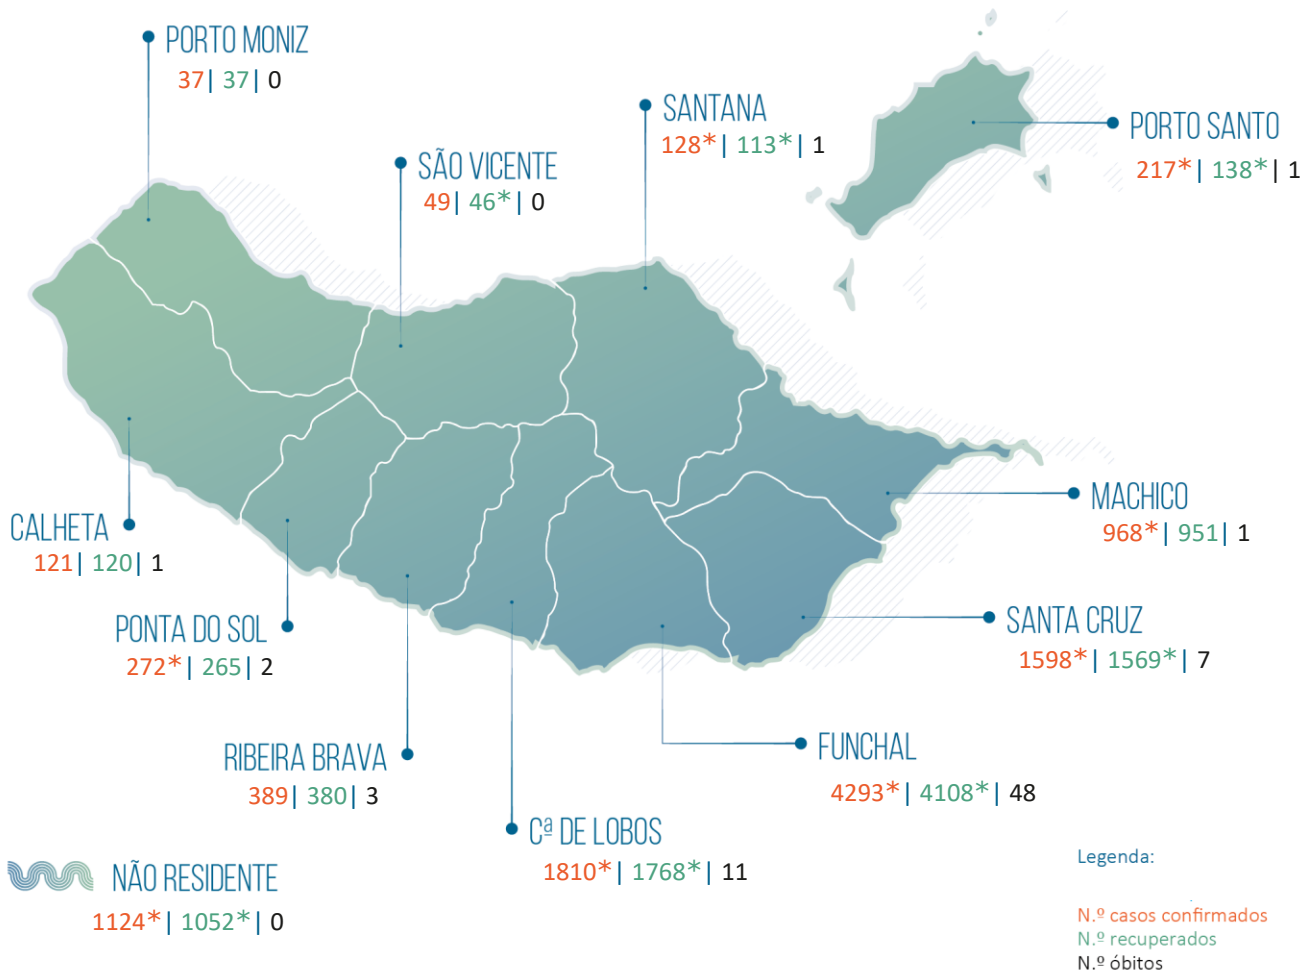 PORTO MONIZ
37| 37| 0
SANTANA
128*| 113*| 1
PORTO SANTO
217*| 138*| 1
SÃO VICENTE
49| 46*| 0
MACHICO
968*| 951| 1
CALHETA
121| 120| 1
PONTA DO SOL
272*| 265| 2
SANTA CRUZ
1598*| 1569*| 7
RIBEIRA BRAVA
389| 380| 3
FUNCHAL
4293*| 4108*| 48
Cª DE LOBOS
1810*| 1768*| 11
NÃO RESIDENTE
1124*| 1052*| 0
Legenda:
N.º casos confirmados
N.º recuperados
N.º óbitos